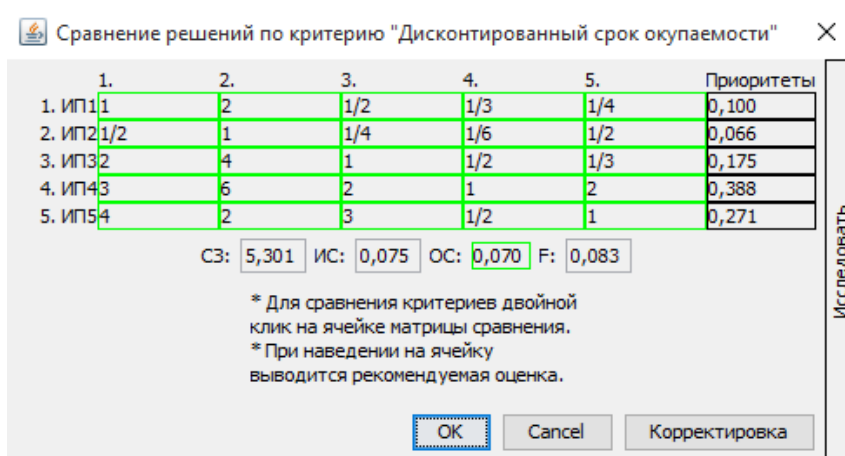 Сравнение решений по критерию "Дисконтированный срок окупаемости"
1. 2. 3. 4. 5. Приоритеты
1. ИП1 1 2 1/2 1/3 1/4 0,100
2. ИП2 1/2 1 1/4 1/6 1/2 0,066
3. ИП3 2 4 1 1/2 1/3 0,175
4. ИП4 3 6 2 1 2 0,388
5. ИП5 4 2 3 1/2 1 0,271
СЗ: 5,301 ИС: 0,075 ОС: 0,070 F: 0,083
* Для сравнения критериев двойной
клик на ячейке матрицы сравнения.
* При наведении на ячейку
выводится рекомендуемая оценка.
OK Cancel Корректировка
Исследовать